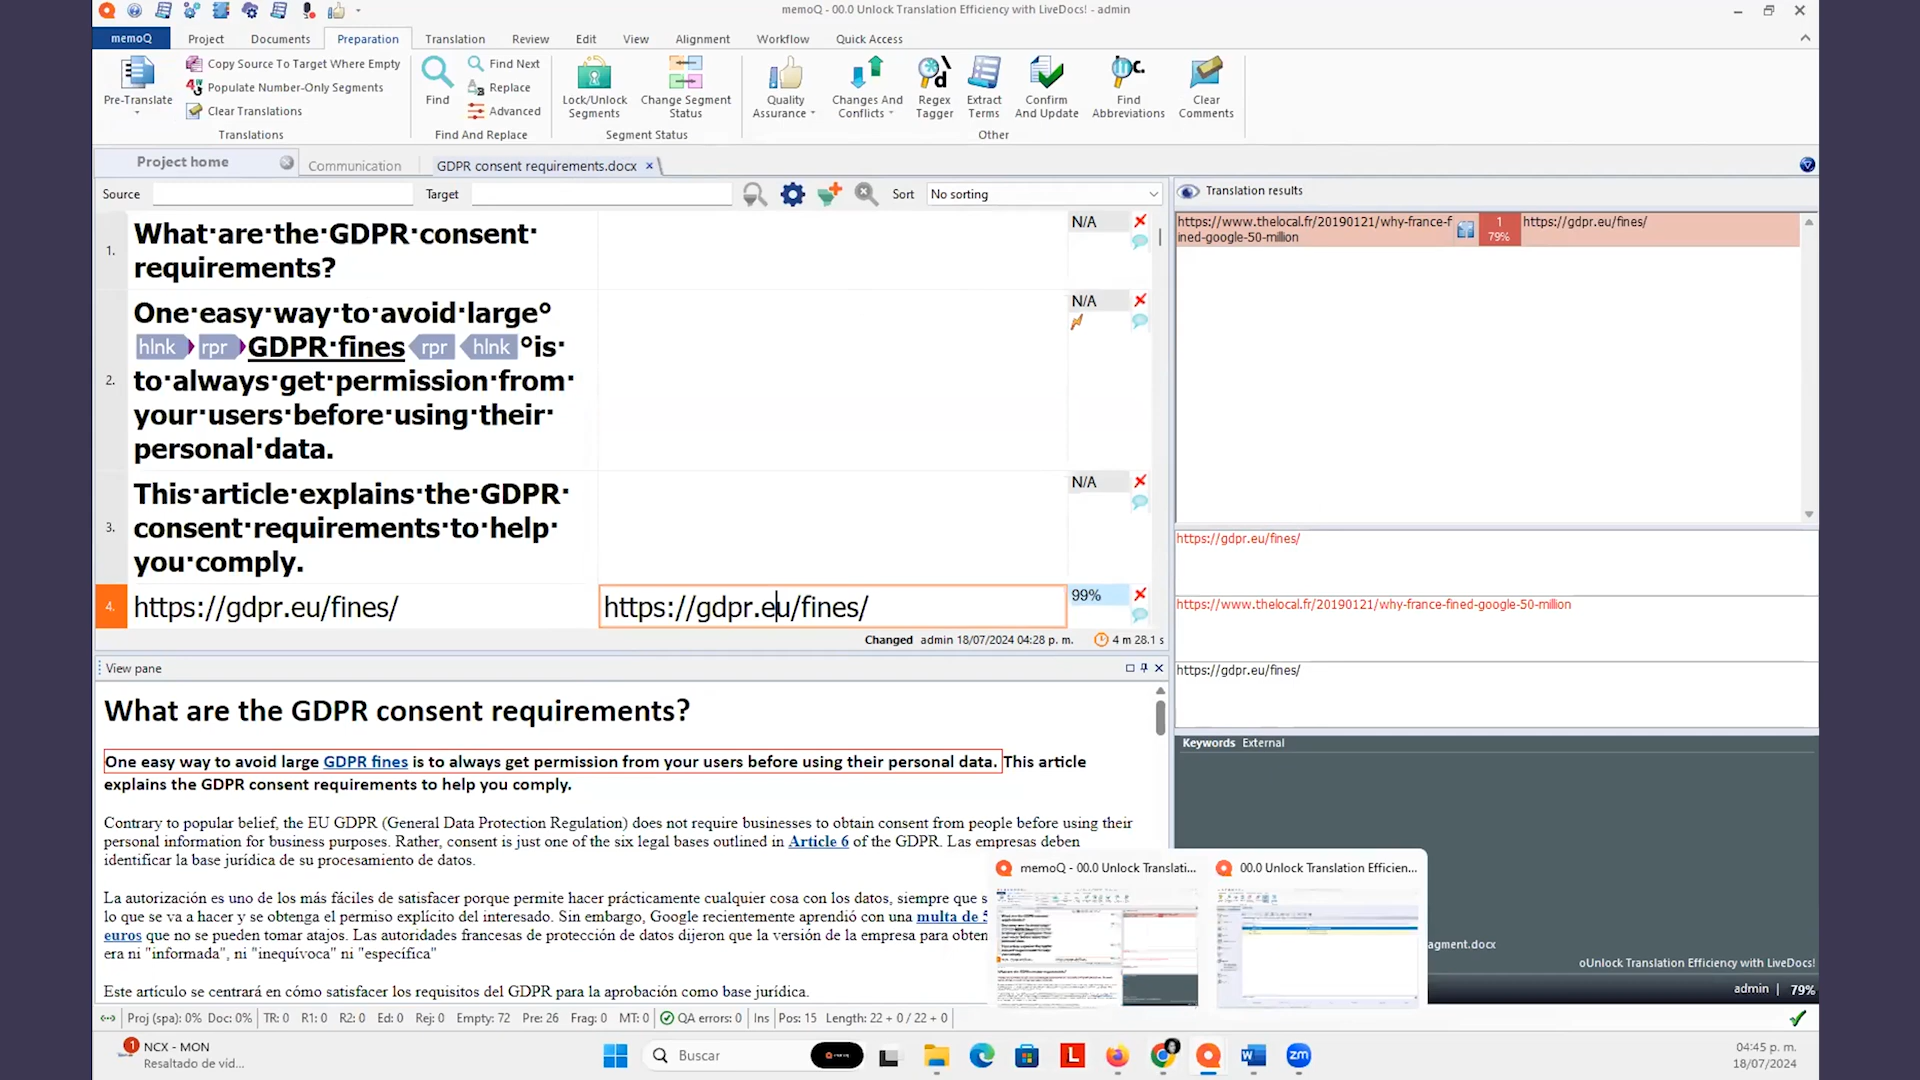 memoQ - 00.0 Unlock Translation Efficiency with LiveDocs! - admin
memoQ Project Documents Preparation Translation Review Edit View Alignment Workflow Quick Access
Pre-Translate
Copy Source To Target Where Empty
Populate Number-Only Segments
Clear Translations
Translations
Find
Find Next
Replace
Advanced
Find And Replace
Lock/Unlock
Segments
Change Segment
Status
Segment Status
Quality
Assurance
Changes And
Conflicts
Regex
Tagger
Extract
Terms
Confirm
And Update
Find
Abbreviations
Clear
Comments
Other
Project home
Communication
GDPR consent requirements.docx
Source
Target
Sort No sorting
1.
What·are·the·GDPR·consent·
requirements?
N/A
2.
One·easy·way·to·avoid·large°
hlnk rpr GDPR·fines rpr hlnk °is·
to·always·get·permission·from·
your·users·before·using·their·
personal·data.
N/A
3.
This·article·explains·the·GDPR·
consent·requirements·to·help·
you·comply.
N/A
4.
https://gdpr.eu/fines/
https://gdpr.eu/fines/
99%
Changed admin 18/07/2024 04:28 p. m. 4 m 28.1 s
View pane
What are the GDPR consent requirements?
One easy way to avoid large GDPR fines is to always get permission from your users before using their personal data. This article
explains the GDPR consent requirements to help you comply.
Contrary to popular belief, the EU GDPR (General Data Protection Regulation) does not require businesses to obtain consent from people before using their
personal information for business purposes. Rather, consent is just one of the six legal bases outlined in Article 6 of the GDPR. Las empresas deben
identificar la base jurídica de su procesamiento de datos.
La autorización es uno de los más fáciles de satisfacer porque permite hacer prácticamente cualquier cosa con los datos, siempre que s
lo que se va a hacer y se obtenga el permiso explícito del interesado. Sin embargo, Google recientemente aprendió con una multa de 5
euros que no se pueden tomar atajos. Las autoridades francesas de protección de datos dijeron que la versión de la empresa para obten
era ni "informada", ni "inequívoca" ni "específica"
Este artículo se centrará en cómo satisfacer los requisitos del GDPR para la aprobación como base jurídica.
Translation results
https://www.thelocal.fr/20190121/why-france-f
ined-google-50-million
1
79%
https://gdpr.eu/fines/
https://gdpr.eu/fines/
https://www.thelocal.fr/20190121/why-france-fined-google-50-million
https://gdpr.eu/fines/
Keywords External
memoQ - 00.0 Unlock Translati...
00.0 Unlock Translation Efficien...
agment.docx
oUnlock Translation Efficiency with LiveDocs!
admin | 79%
Proj (spa): 0% Doc: 0% TR: 0 R1: 0 R2: 0 Ed: 0 Rej: 0 Empty: 72 Pre: 26 Frag: 0 MT: 0 QA errors: 0 Ins Pos: 15 Length: 22 + 0 / 22 + 0
1
NCX - MON
Resaltado de víd...
Buscar
L
zm
04:45 p. m.
18/07/2024